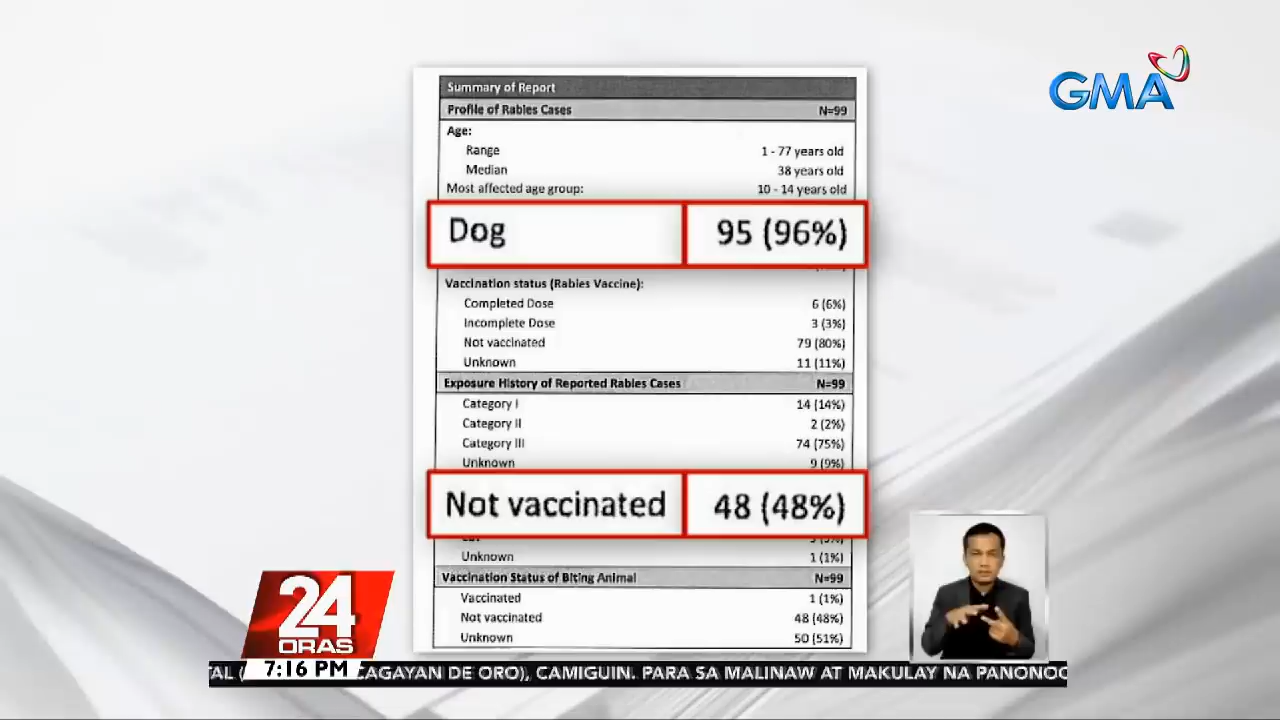 GMA
Summary of Report
Profile of Rabies Cases N=99
Age:
Range 1 - 77 years old
Median 38 years old
Most affected age group: 10 - 14 years old
Dog 95 (96%)
Vaccination status (Rabies Vaccine):
Completed Dose 6 (6%)
Incomplete Dose 3 (3%)
Not vaccinated 79 (80%)
Unknown 11 (11%)
Exposure History of Reported Rabies Cases N=99
Category I 14 (14%)
Category II 2 (2%)
Category III 74 (75%)
Unknown 9 (9%)
Not vaccinated 48 (48%)
Unknown 1 (1%)
Vaccination Status of Biting Animal N=99
Vaccinated 1 (1%)
Not vaccinated 48 (48%)
Unknown 50 (51%)
24
ORAS
7:16 PM
TAL ( CAGAYAN DE ORO), CAMIGUIN. PARA SA MALINAW AT MAKULAY NA PANONOO